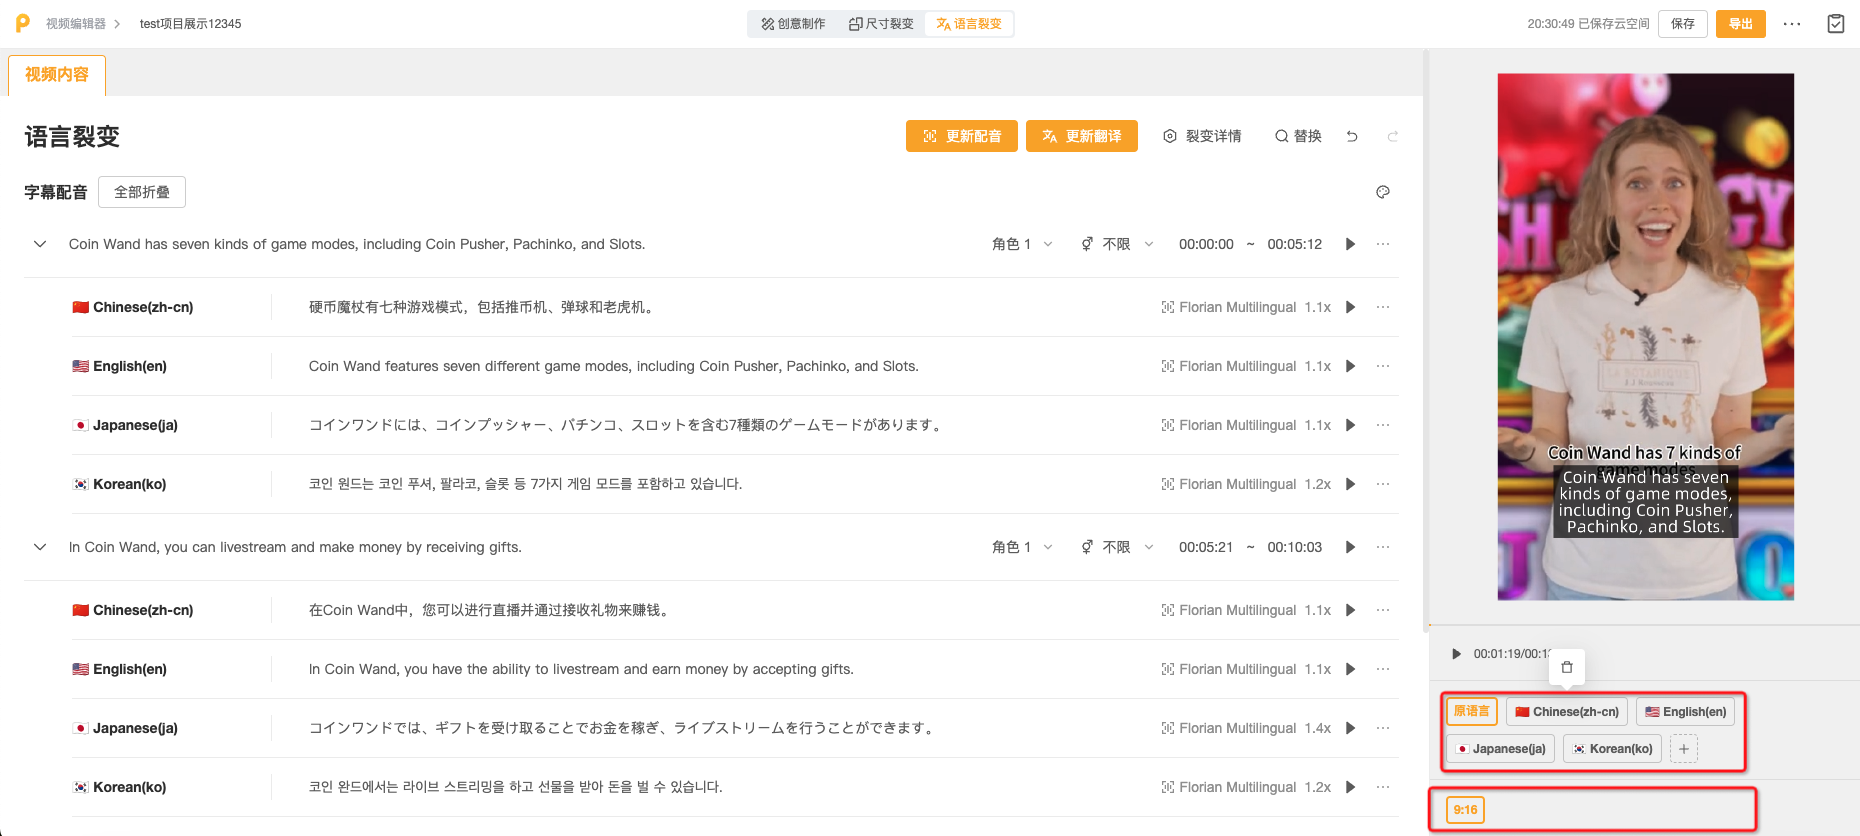 视频编辑器
test项目展示12345
创意制作
尺寸裂变
语言裂变
20:30:49 已保存云空间
保存
导出
视频内容
语言裂变
更新配音
更新翻译
裂变详情
替换
字幕配音
全部折叠
Coin Wand has seven kinds of game modes, including Coin Pusher, Pachinko, and Slots.
角色 1
不限
00:00:00 ~ 00:05:12
Chinese(zh-cn)
硬币魔杖有七种游戏模式，包括推币机、弹球和老虎机。
Florian Multilingual 1.1x
English(en)
Coin Wand features seven different game modes, including Coin Pusher, Pachinko, and Slots.
Florian Multilingual 1.1x
Japanese(ja)
コインワンドには、コインプッシャー、パチンコ、スロットを含む7種類のゲームモードがあります。
Florian Multilingual 1.1x
Korean(ko)
코인 원드는 코인 푸셔, 팔라코, 슬롯 등 7가지 게임 모드를 포함하고 있습니다.
Florian Multilingual 1.2x
In Coin Wand, you can livestream and make money by receiving gifts.
角色 1
不限
00:05:21 ~ 00:10:03
Chinese(zh-cn)
在Coin Wand中，您可以进行直播并通过接收礼物来赚钱。
Florian Multilingual 1.1x
English(en)
In Coin Wand, you have the ability to livestream and earn money by accepting gifts.
Florian Multilingual 1.1x
Japanese(ja)
コインワンドでは、ギフトを受け取ることでお金を稼ぎ、ライブストリームを行うことができます。
Florian Multilingual 1.4x
Korean(ko)
코인 완드에서는 라이브 스트리밍을 하고 선물을 받아 돈을 벌 수 있습니다.
Florian Multilingual 1.2x
Coin Wand has 7 kinds of
game modes
Coin Wand has seven
kinds of game modes,
including Coin Pusher,
Pachinko, and Slots.
00:01:19/00:1
原语言
Chinese(zh-cn)
English(en)
Japanese(ja)
Korean(ko)
9:16